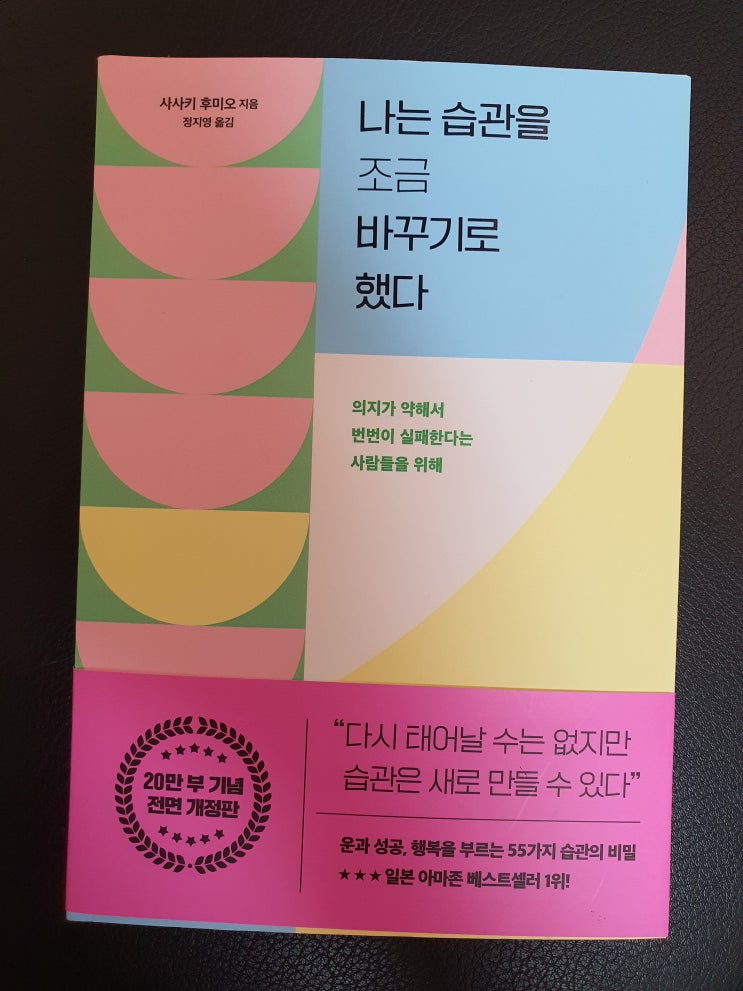 사사키 후미오 지음
정지영 옮김
나는 습관을
조금
바꾸기로
했다
의지가 약해서
번번이 실패한다는
사람들을 위해
20만 부 기념
전면 개정판
“다시 태어날 수는 없지만
습관은 새로 만들 수 있다”
운과 성공, 행복을 부르는 55가지 습관의 비밀
★★★일본 아마존 베스트셀러 1위!